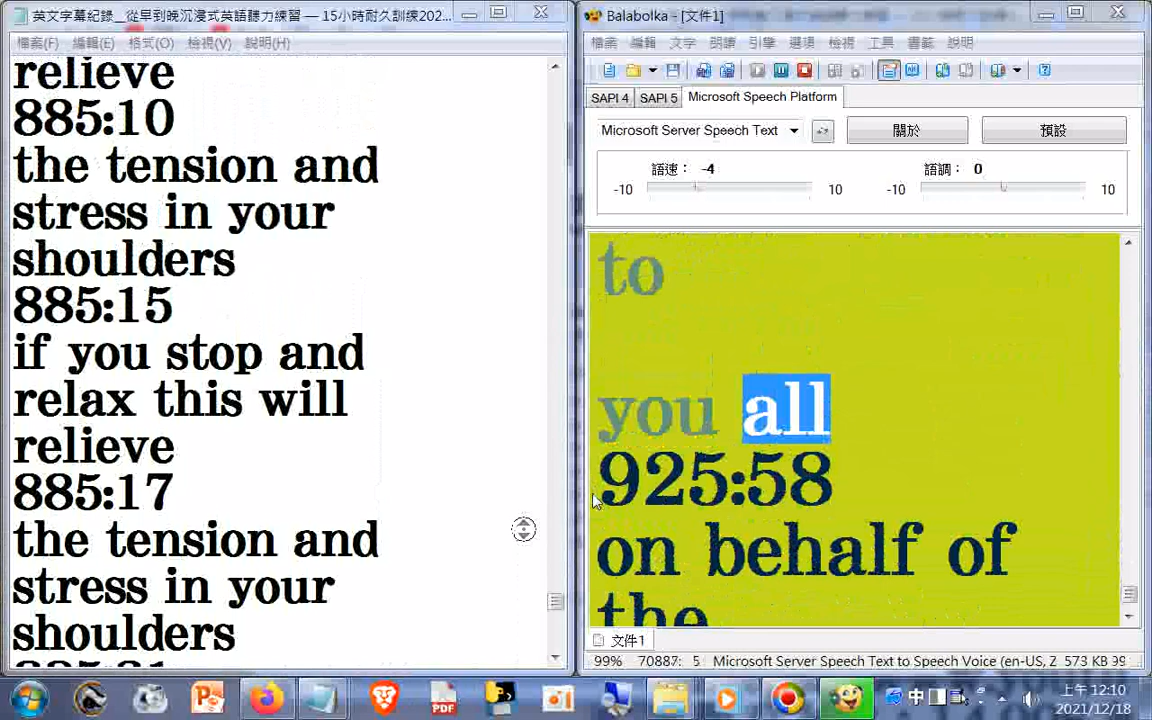 英文字幕紀錄__從早到晚沉浸式英語聽力練習 — 15小時耐久訓練202...
檔案(F) 編輯(E) 格式(O) 檢視(V) 說明(H)
relieve
885:10
the tension and
stress in your
shoulders
885:15
if you stop and
relax this will
relieve
885:17
the tension and
stress in your
shoulders
Balabolka - [文件1]
檔案 編輯 文字 朗讀 引擎 選項 檢視 工具 書籤 說明
SAPI 4 SAPI 5 Microsoft Speech Platform
Microsoft Server Speech Text 關於 預設
語速： -4 語調： 0
-10 10 -10 10
to
you all
925:58
on behalf of
the
文件1
99% 70887: 5 Microsoft Server Speech Text to Speech Voice (en-US, Z 573 KB 99
PDF
中
上午 12:10
2021/12/18